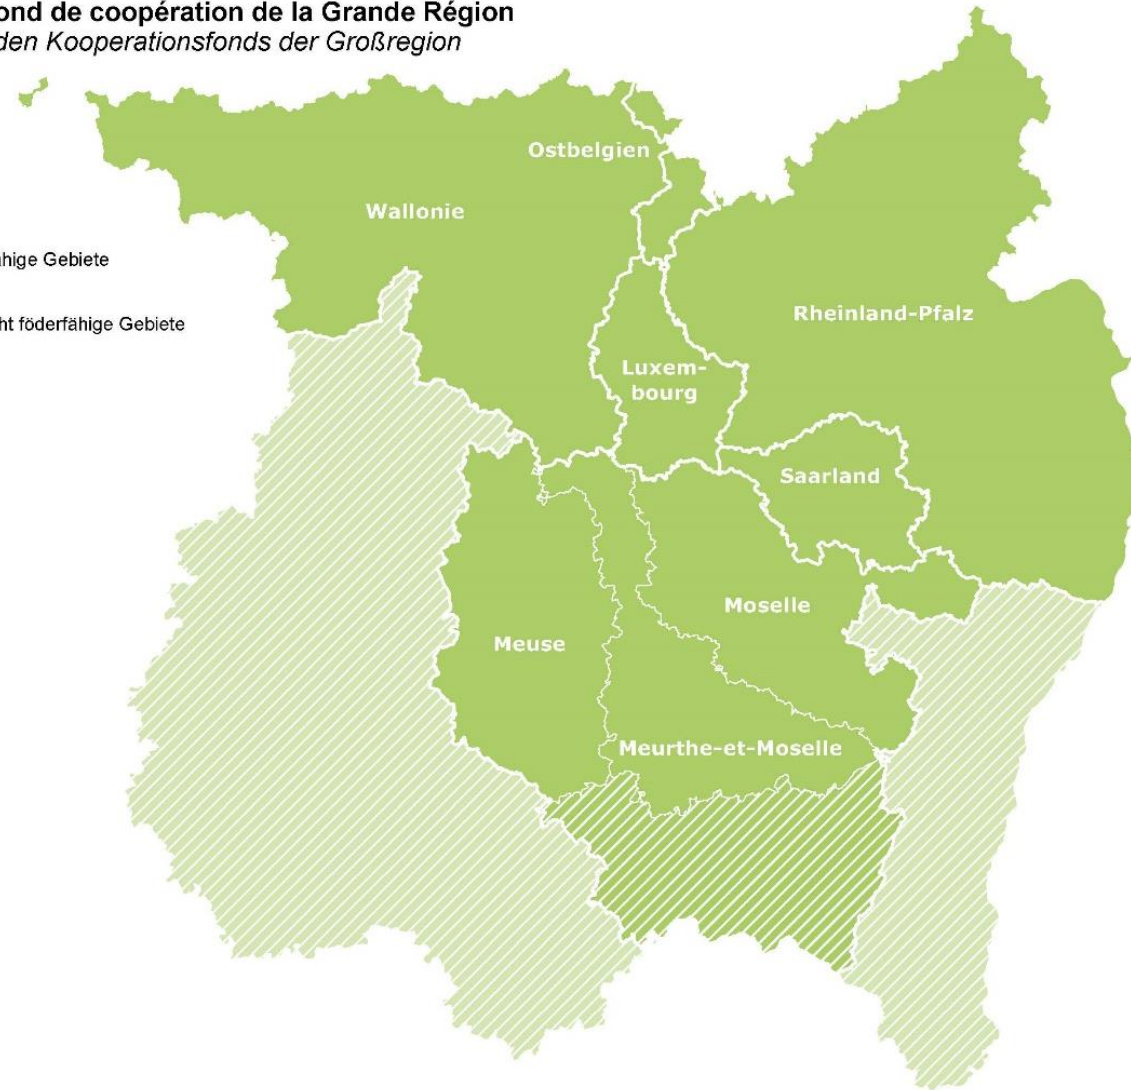 ond de coopération de la Grande Région
den Kooperationsfonds der Großregion
Ostbelgien
Wallonie
ähige Gebiete
Rheinland-Pfalz
ht föderfähige Gebiete
Luxem-
bourg
Saarland
Moselle
Meuse
Meurthe-et-Moselle